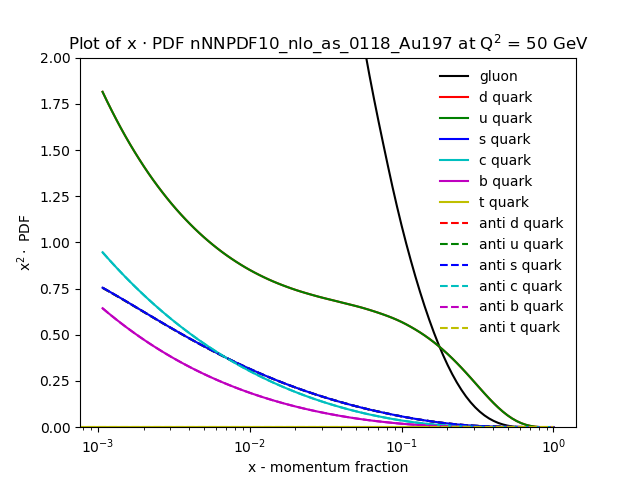 Plot of x · PDF nNNPDF10_nlo_as_0118_Au197 at Q² = 50 GeV
2.00
1.75
1.50
1.25
1.00
0.75
0.50
0.25
0.00
x² · PDF
gluon
d quark
u quark
s quark
c quark
b quark
t quark
anti d quark
anti u quark
anti s quark
anti c quark
anti b quark
anti t quark
10⁻³ 10⁻² 10⁻¹ 10⁰
x - momentum fraction